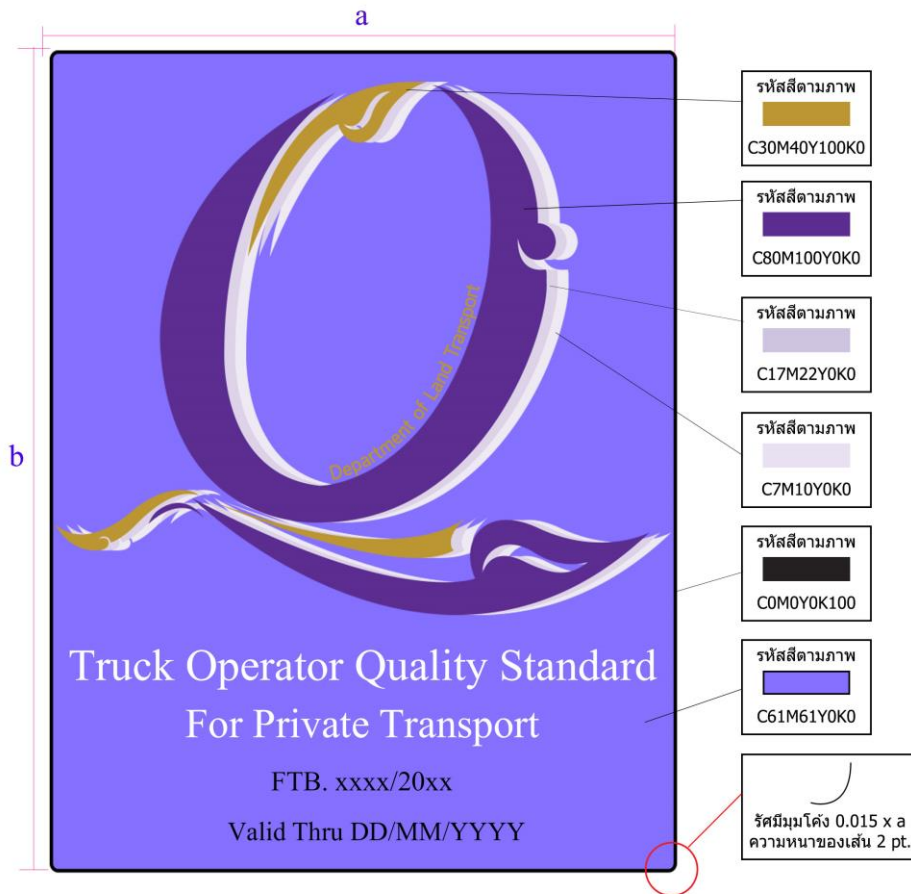 a
b
Department of Land Transport
Truck Operator Quality Standard
For Private Transport
FTB. xxxx/20xx
Valid Thru DD/MM/YYYY
รหัสสีตามภาพ
C30M40Y100K0
รหัสสีตามภาพ
C80M100Y0K0
รหัสสีตามภาพ
C17M22Y0K0
รหัสสีตามภาพ
C7M10Y0K0
รหัสสีตามภาพ
C0M0Y0K100
รหัสสีตามภาพ
C61M61Y0K0
รัศมีมุมโค้ง 0.015 x a
ความหนาของเส้น 2 pt.